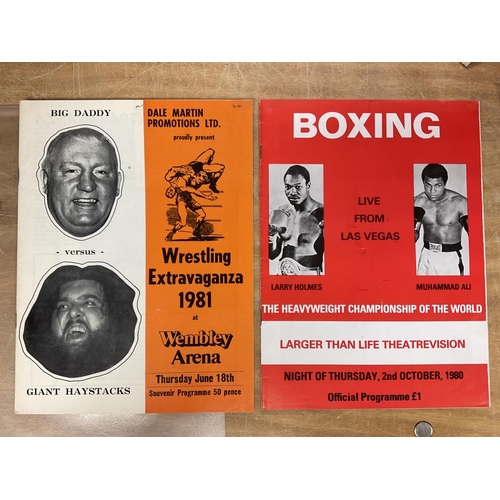 BIG DADDY
- versus -
GIANT HAYSTACKS
DALE MARTIN
PROMOTIONS LTD.
proudly present
Wrestling
Extravaganza
1981
at
Wembley
Arena
Thursday June 18th
Souvenir Programme 50 pence
BOXING
LIVE
FROM
LAS VEGAS
LARRY HOLMES
MUHAMMAD ALI
THE HEAVYWEIGHT CHAMPIONSHIP OF THE WORLD
LARGER THAN LIFE THEATREVISION
NIGHT OF THURSDAY, 2nd OCTOBER, 1980
Official Programme £1